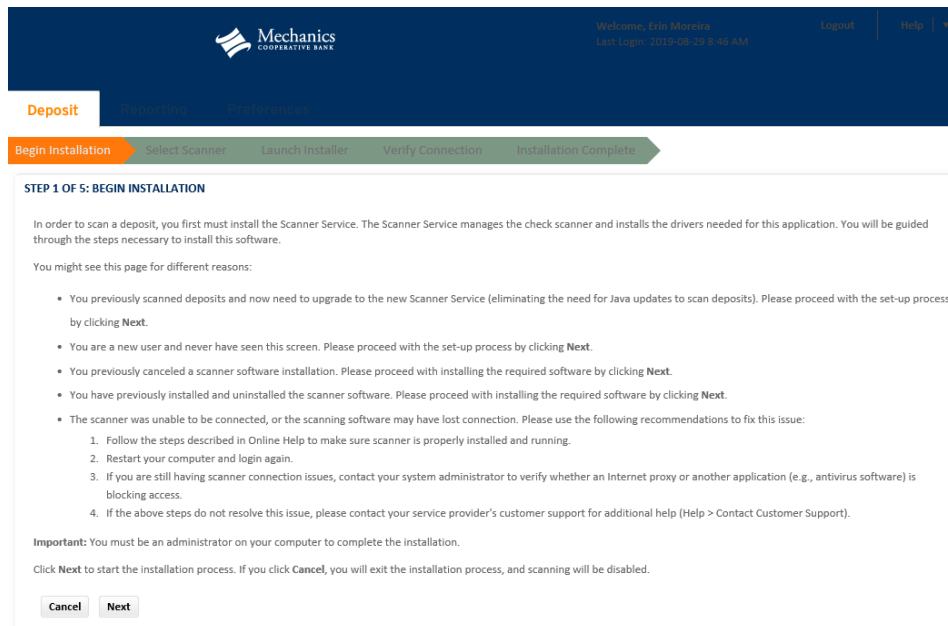 Mechanics
COOPERATIVE BANK
Welcome, Erin Moreira
Last Login: 2019-08-29 8:46 AM
Logout
Help
Deposit
Reporting
Preferences
Begin Installation
Select Scanner
Launch Installer
Verify Connection
Installation Complete
STEP 1 OF 5: BEGIN INSTALLATION
In order to scan a deposit, you first must install the Scanner Service. The Scanner Service manages the check scanner and installs the drivers needed for this application. You will be guided
through the steps necessary to install this software.
You might see this page for different reasons:
• You previously scanned deposits and now need to upgrade to the new Scanner Service (eliminating the need for Java updates to scan deposits). Please proceed with the set-up process
by clicking Next.
• You are a new user and never have seen this screen. Please proceed with the set-up process by clicking Next.
• You previously canceled a scanner software installation. Please proceed with installing the required software by clicking Next.
• You have previously installed and uninstalled the scanner software. Please proceed with installing the required software by clicking Next.
• The scanner was unable to be connected, or the scanning software may have lost connection. Please use the following recommendations to fix this issue:
1. Follow the steps described in Online Help to make sure scanner is properly installed and running.
2. Restart your computer and login again.
3. If you are still having scanner connection issues, contact your system administrator to verify whether an Internet proxy or another application (e.g., antivirus software) is
blocking access.
4. If the above steps do not resolve this issue, please contact your service provider's customer support for additional help (Help > Contact Customer Support).
Important: You must be an administrator on your computer to complete the installation.
Click Next to start the installation process. If you click Cancel, you will exit the installation process, and scanning will be disabled.
Cancel
Next